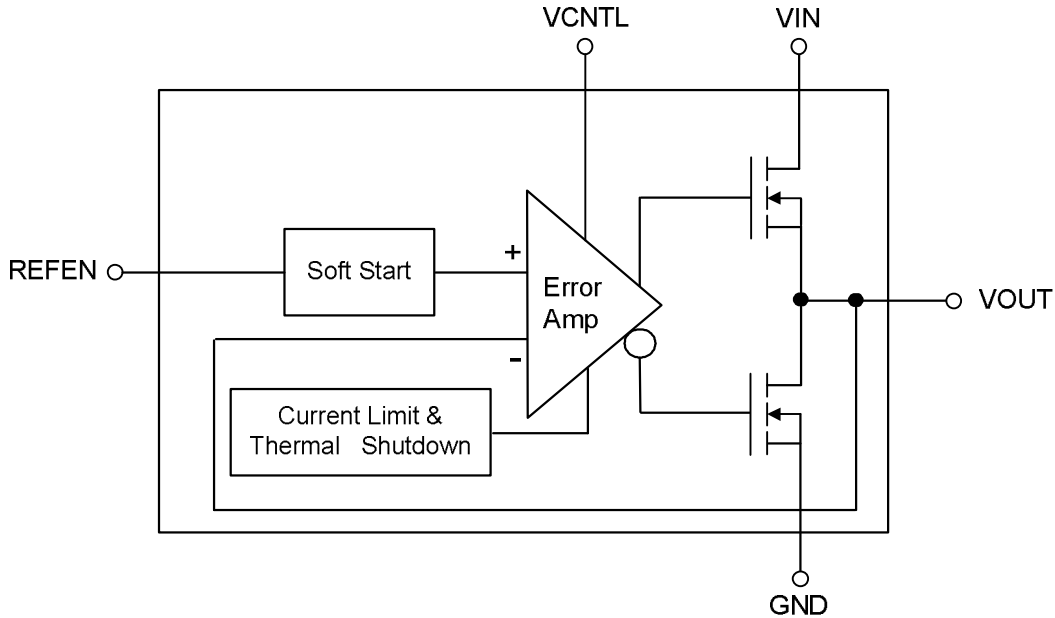 VCNTL
VIN
REFEN
Soft Start
+
Error
Amp
-
VOUT
Current Limit &
Thermal Shutdown
GND